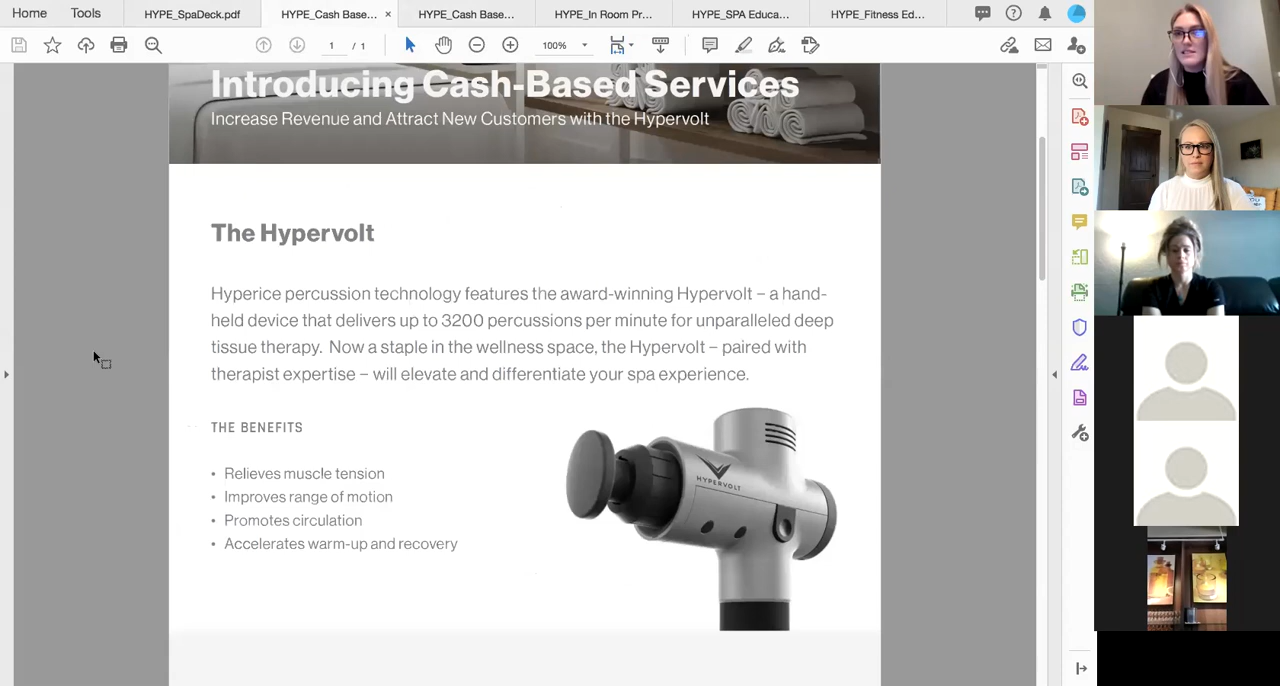 Home
Tools
HYPE_SpaDeck.pdf
HYPE_Cash Base...
×
HYPE_Cash Base...
HYPE_In Room Pr...
HYPE_SPA Educa...
HYPE_Fitness Ed...
1 / 1
100%
Introducing Cash-Based Services
Increase Revenue and Attract New Customers with the Hypervolt
The Hypervolt
Hyperice percussion technology features the award-winning Hypervolt – a hand-
held device that delivers up to 3200 percussions per minute for unparalleled deep
tissue therapy. Now a staple in the wellness space, the Hypervolt – paired with
therapist expertise – will elevate and differentiate your spa experience.
THE BENEFITS
• Relieves muscle tension
• Improves range of motion
• Promotes circulation
• Accelerates warm-up and recovery
HYPERVOLT